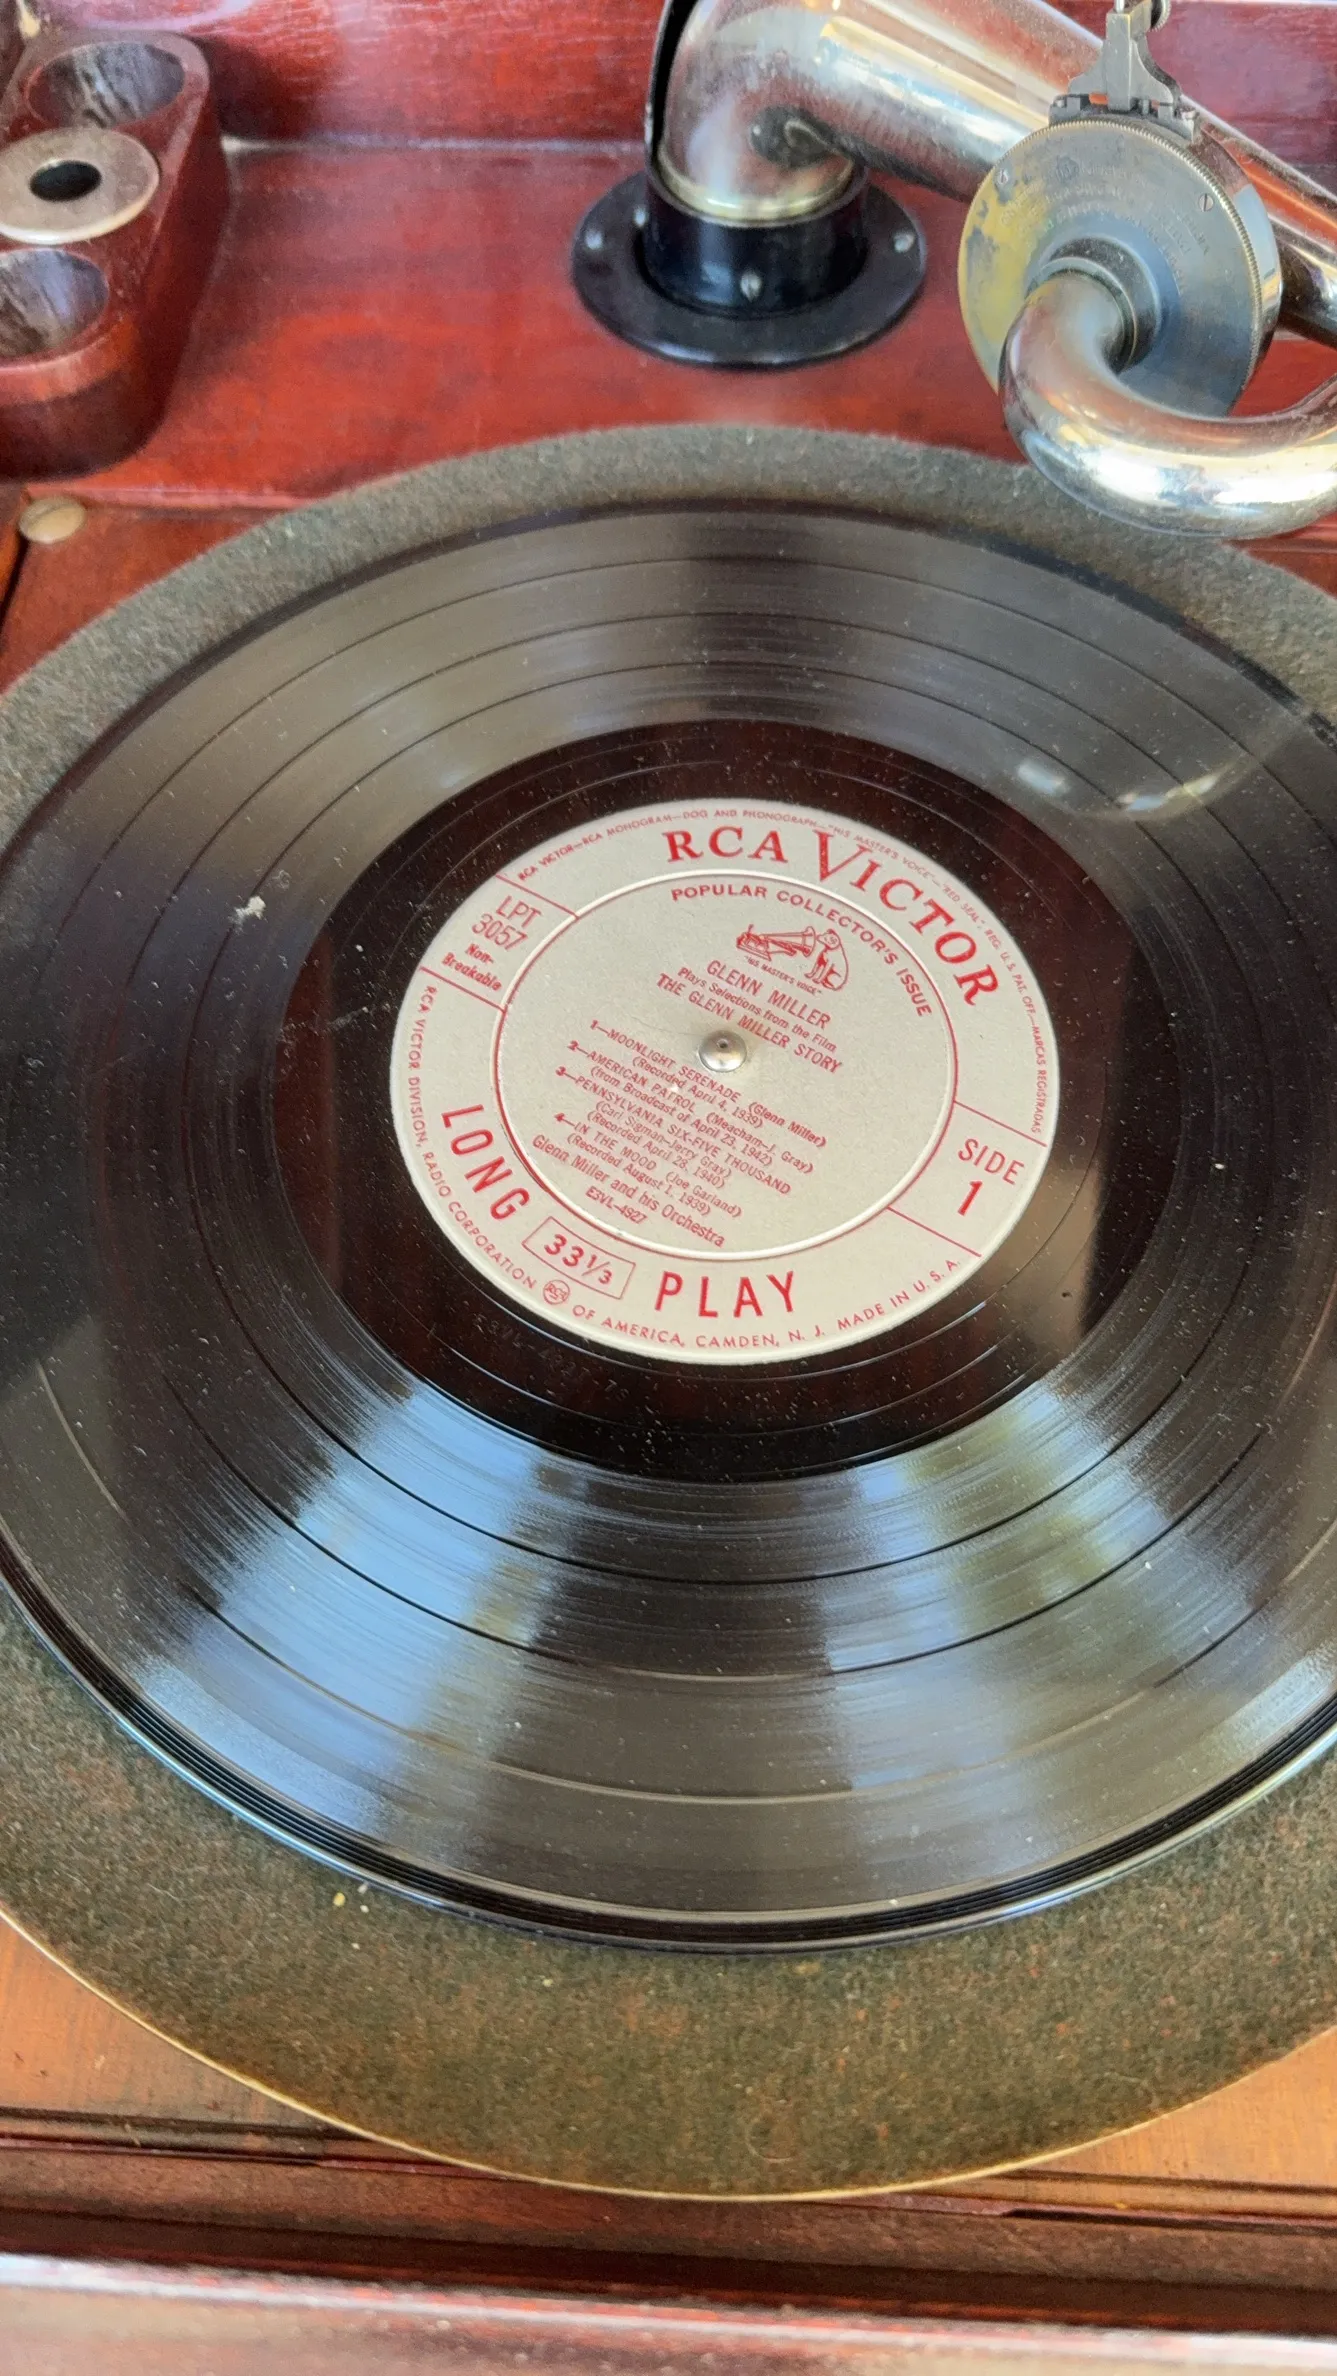 RCA VICTOR—RCA MONOGRAM—DOG AND PHONOGRAPH—"HIS MASTER'S VOICE"—"RED SEAL" REG. U.S. PAT. OFF.—MARCAS REGISTRADAS
RCA VICTOR
POPULAR COLLECTOR'S ISSUE
LPT
3057
Non-
Breakable
"HIS MASTER'S VOICE"
GLENN MILLER
Plays Selections from the Film
THE GLENN MILLER STORY
1—MOONLIGHT SERENADE (Glenn Miller)
(Recorded April 4, 1939)
2—AMERICAN PATROL (Meacham-J. Gray)
(from Broadcast of April 23, 1942)
3—PENNSYLVANIA SIX-FIVE THOUSAND
(Carl Sigman-Jerry Gray)
(Recorded April 28, 1940)
4—IN THE MOOD (Joe Garland)
(Recorded August 1, 1939)
Glenn Miller and his Orchestra
E3VL-4927
SIDE
1
LONG 33 1/3 PLAY
RCA VICTOR DIVISION, RADIO CORPORATION RCA OF AMERICA, CAMDEN, N. J. MADE IN U. S. A.